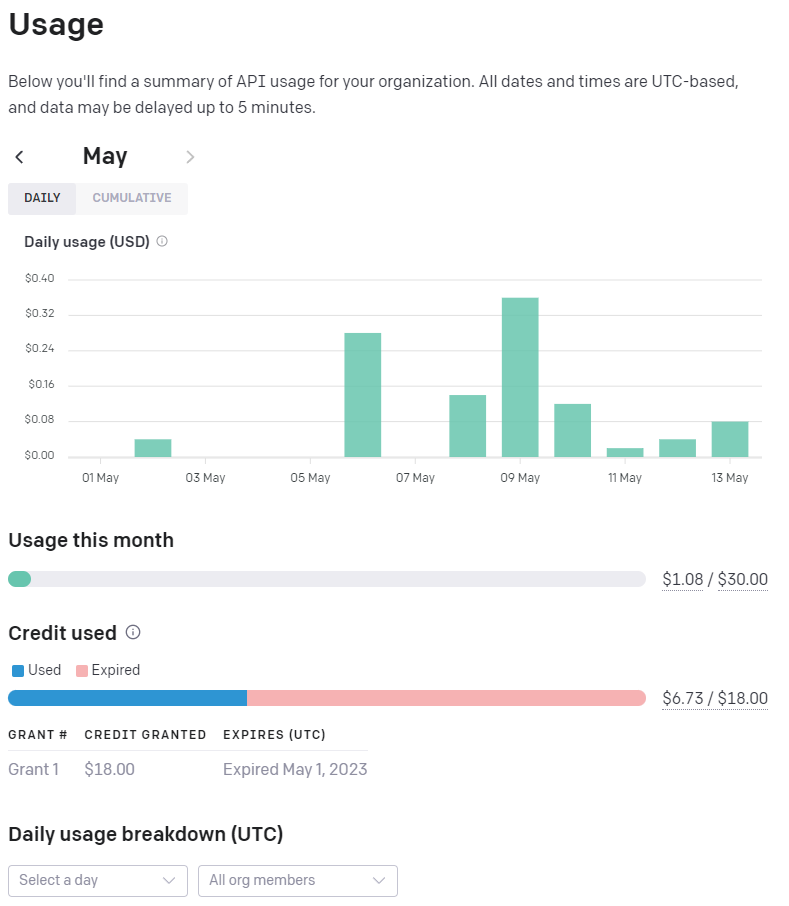 Usage
Below you'll find a summary of API usage for your organization. All dates and times are UTC-based,
and data may be delayed up to 5 minutes.
May
DAILY CUMULATIVE
Daily usage (USD)
$0.40
$0.32
$0.24
$0.16
$0.08
$0.00
01 May 03 May 05 May 07 May 09 May 11 May 13 May
Usage this month
$1.08 / $30.00
Credit used
Used Expired
$6.73 / $18.00
GRANT # CREDIT GRANTED EXPIRES (UTC)
Grant 1 $18.00 Expired May 1, 2023
Daily usage breakdown (UTC)
Select a day All org members